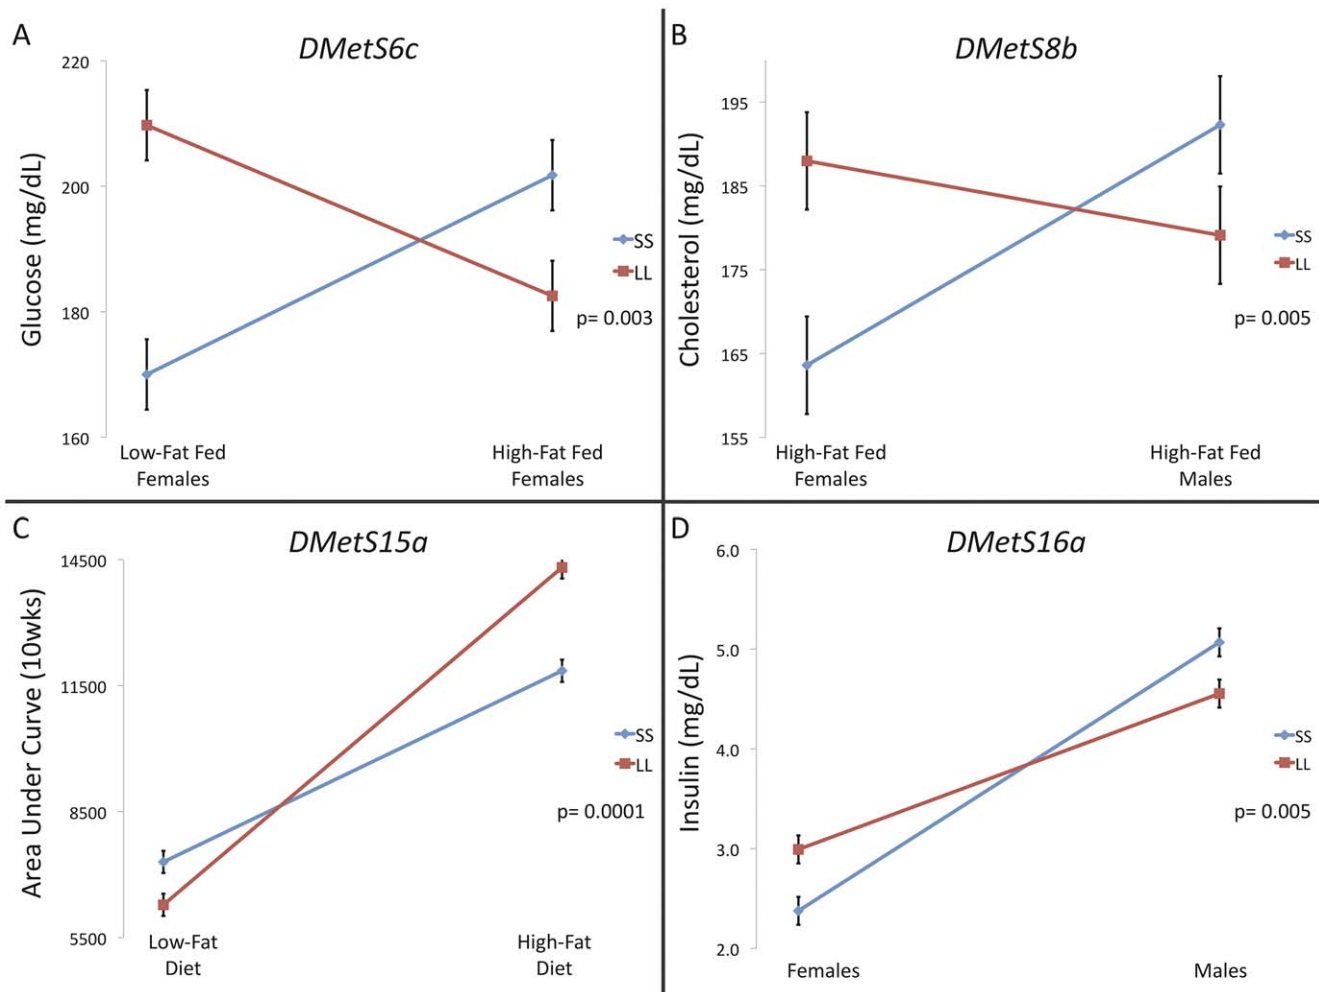 A
DMetS6c
220
200
180
160
Glucose (mg/dL)
SS
LL
p= 0.003
Low-Fat Fed
Females
High-Fat Fed
Females
B
DMetS8b
195
185
175
165
155
Cholesterol (mg/dL)
SS
LL
p= 0.005
High-Fat Fed
Females
High-Fat Fed
Males
C
DMetS15a
14500
11500
8500
5500
Area Under Curve (10wks)
SS
LL
p= 0.0001
Low-Fat
Diet
High-Fat
Diet
D
DMetS16a
6.0
5.0
4.0
3.0
2.0
Insulin (mg/dL)
SS
LL
p= 0.005
Females
Males